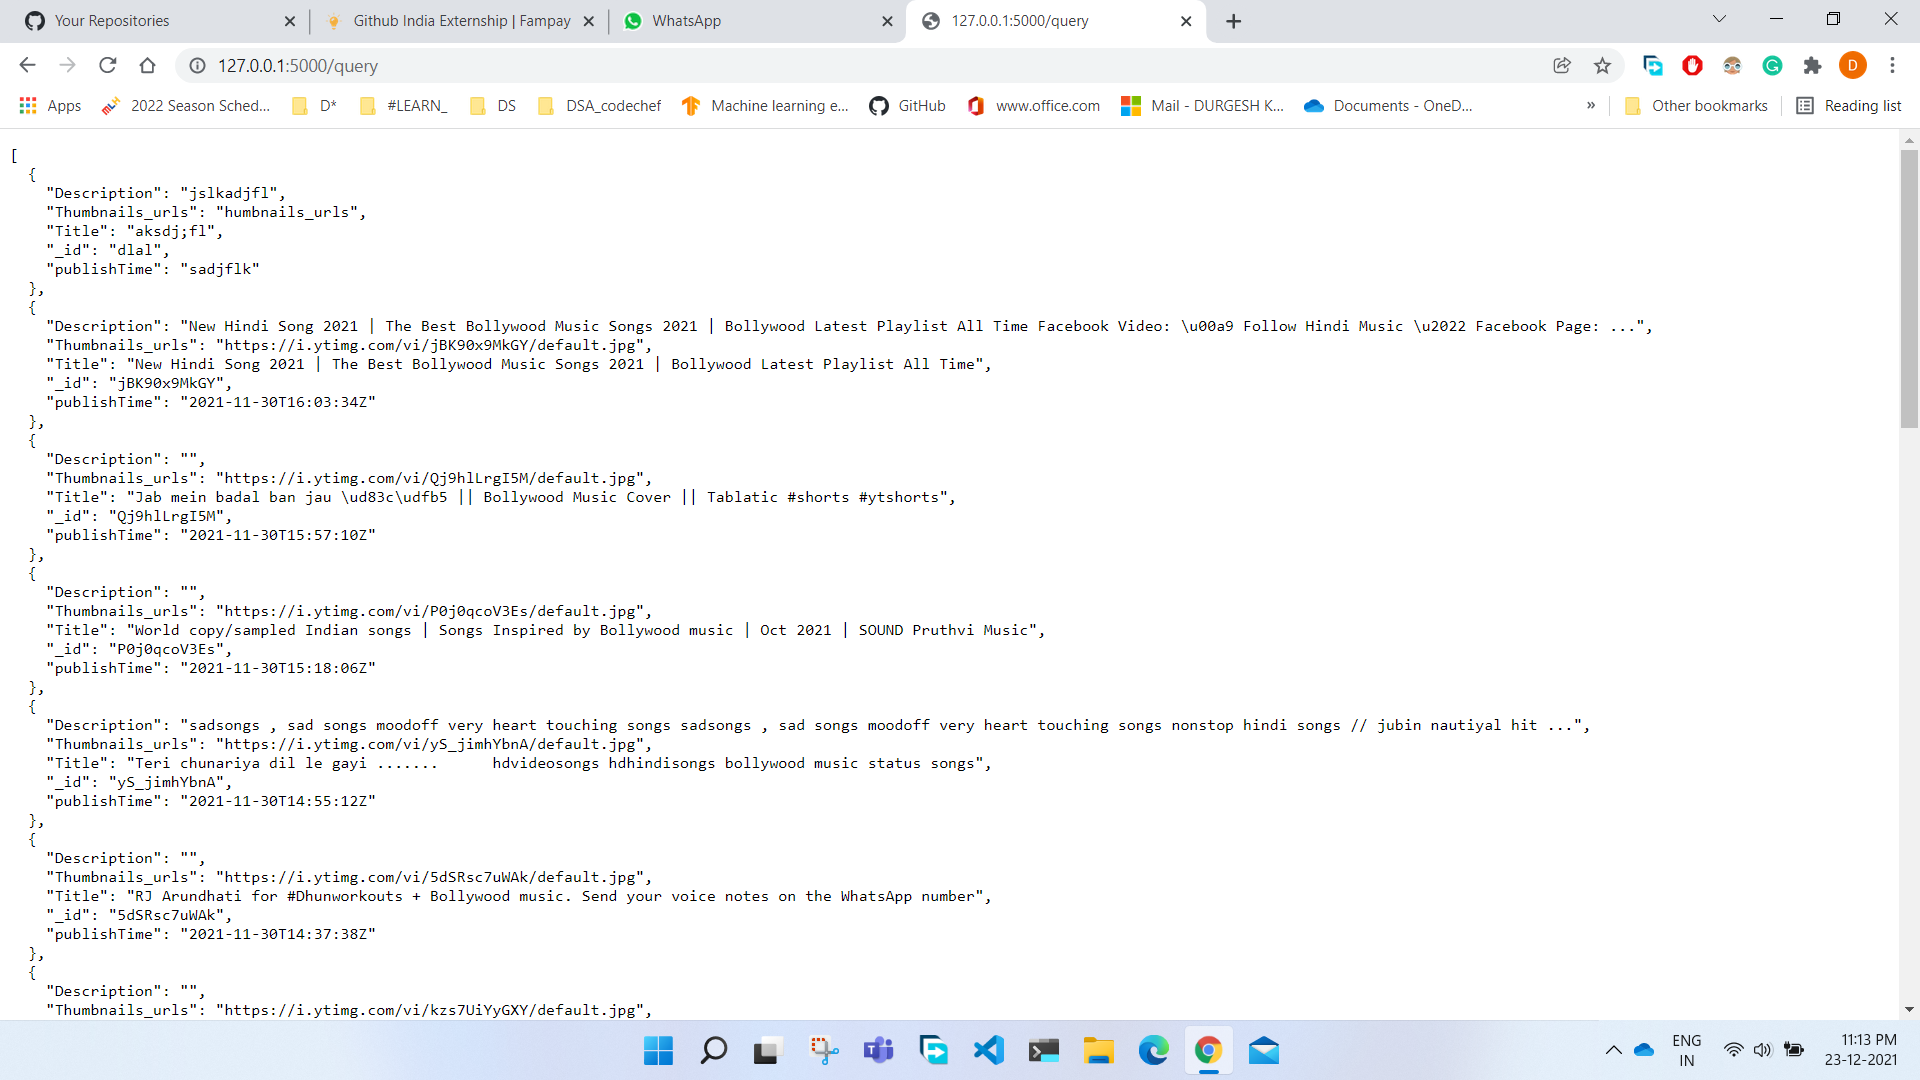 Your Repositories
Github India Externship | Fampay
WhatsApp
127.0.0.1:5000/query
127.0.0.1:5000/query
D
Apps
2022 Season Sched...
D*
#LEARN_
DS
DSA_codechef
Machine learning e...
GitHub
www.office.com
Mail - DURGESH K...
Documents - OneD...
»
Other bookmarks
Reading list
[
{
"Description": "jslkadjfl",
"Thumbnails_urls": "humbnails_urls",
"Title": "aksdj;fl",
"_id": "dlal",
"publishTime": "sadjflk"
},
{
"Description": "New Hindi Song 2021 | The Best Bollywood Music Songs 2021 | Bollywood Latest Playlist All Time Facebook Video: \u00a9 Follow Hindi Music \u2022 Facebook Page: ...",
"Thumbnails_urls": "https://i.ytimg.com/vi/jBK90x9MkGY/default.jpg",
"Title": "New Hindi Song 2021 | The Best Bollywood Music Songs 2021 | Bollywood Latest Playlist All Time",
"_id": "jBK90x9MkGY",
"publishTime": "2021-11-30T16:03:34Z"
},
{
"Description": "",
"Thumbnails_urls": "https://i.ytimg.com/vi/Qj9hlLrgI5M/default.jpg",
"Title": "Jab mein badal ban jau \ud83c\udfb5 || Bollywood Music Cover || Tablatic #shorts #ytshorts",
"_id": "Qj9hlLrgI5M",
"publishTime": "2021-11-30T15:57:10Z"
},
{
"Description": "",
"Thumbnails_urls": "https://i.ytimg.com/vi/P0j0qcoV3Es/default.jpg",
"Title": "World copy/sampled Indian songs | Songs Inspired by Bollywood music | Oct 2021 | SOUND Pruthvi Music",
"_id": "P0j0qcoV3Es",
"publishTime": "2021-11-30T15:18:06Z"
},
{
"Description": "sadsongs , sad songs moodoff very heart touching songs sadsongs , sad songs moodoff very heart touching songs nonstop hindi songs // jubin nautiyal hit ...",
"Thumbnails_urls": "https://i.ytimg.com/vi/yS_jimhYbnA/default.jpg",
"Title": "Teri chunariya dil le gayi .......      hdvideosongs hdhindisongs bollywood music status songs",
"_id": "yS_jimhYbnA",
"publishTime": "2021-11-30T14:55:12Z"
},
{
"Description": "",
"Thumbnails_urls": "https://i.ytimg.com/vi/5dSRsc7uWAk/default.jpg",
"Title": "RJ Arundhati for #Dhunworkouts + Bollywood music. Send your voice notes on the WhatsApp number",
"_id": "5dSRsc7uWAk",
"publishTime": "2021-11-30T14:37:38Z"
},
{
"Description": "",
"Thumbnails_urls": "https://i.ytimg.com/vi/kzs7UiYyGXY/default.jpg",
ENG
IN
11:13 PM
23-12-2021